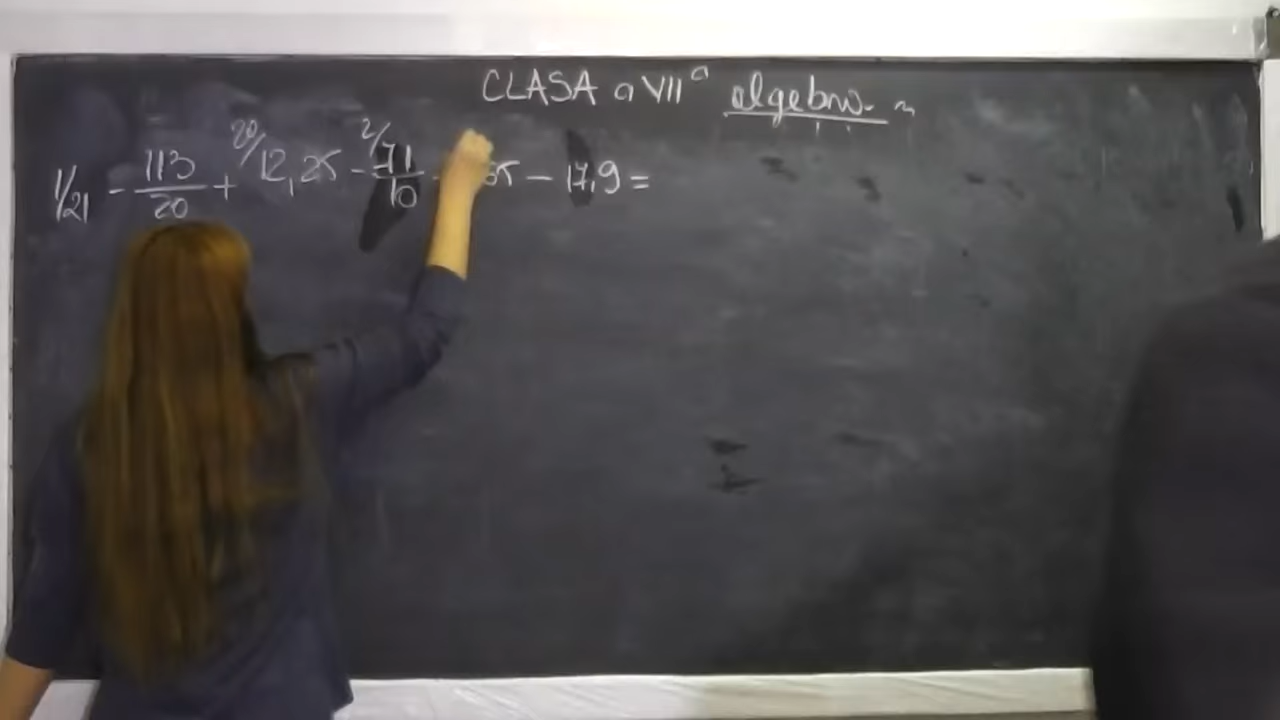 CLASA a VII a algebra
1/21 - 113/20 + 20/12,25 - 2/71/10 - 17,9 =